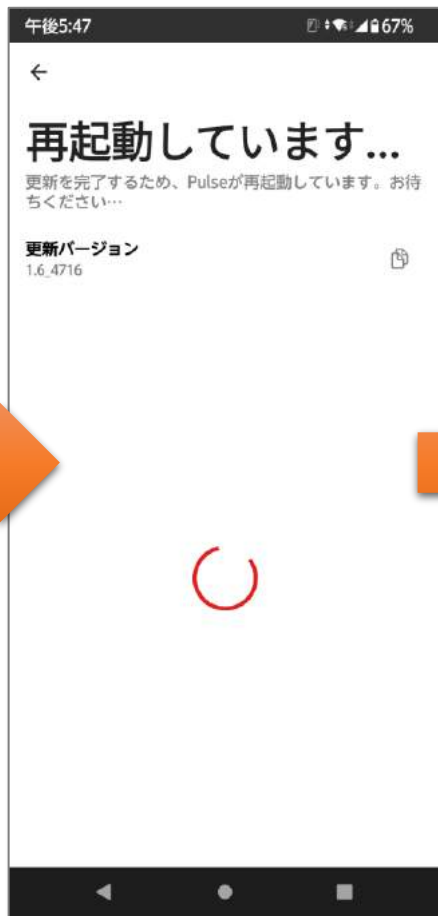 午後5:47
67%
再起動しています...
更新を完了するため、Pulseが再起動しています。お待
ちください…
更新バージョン
1.6_4716